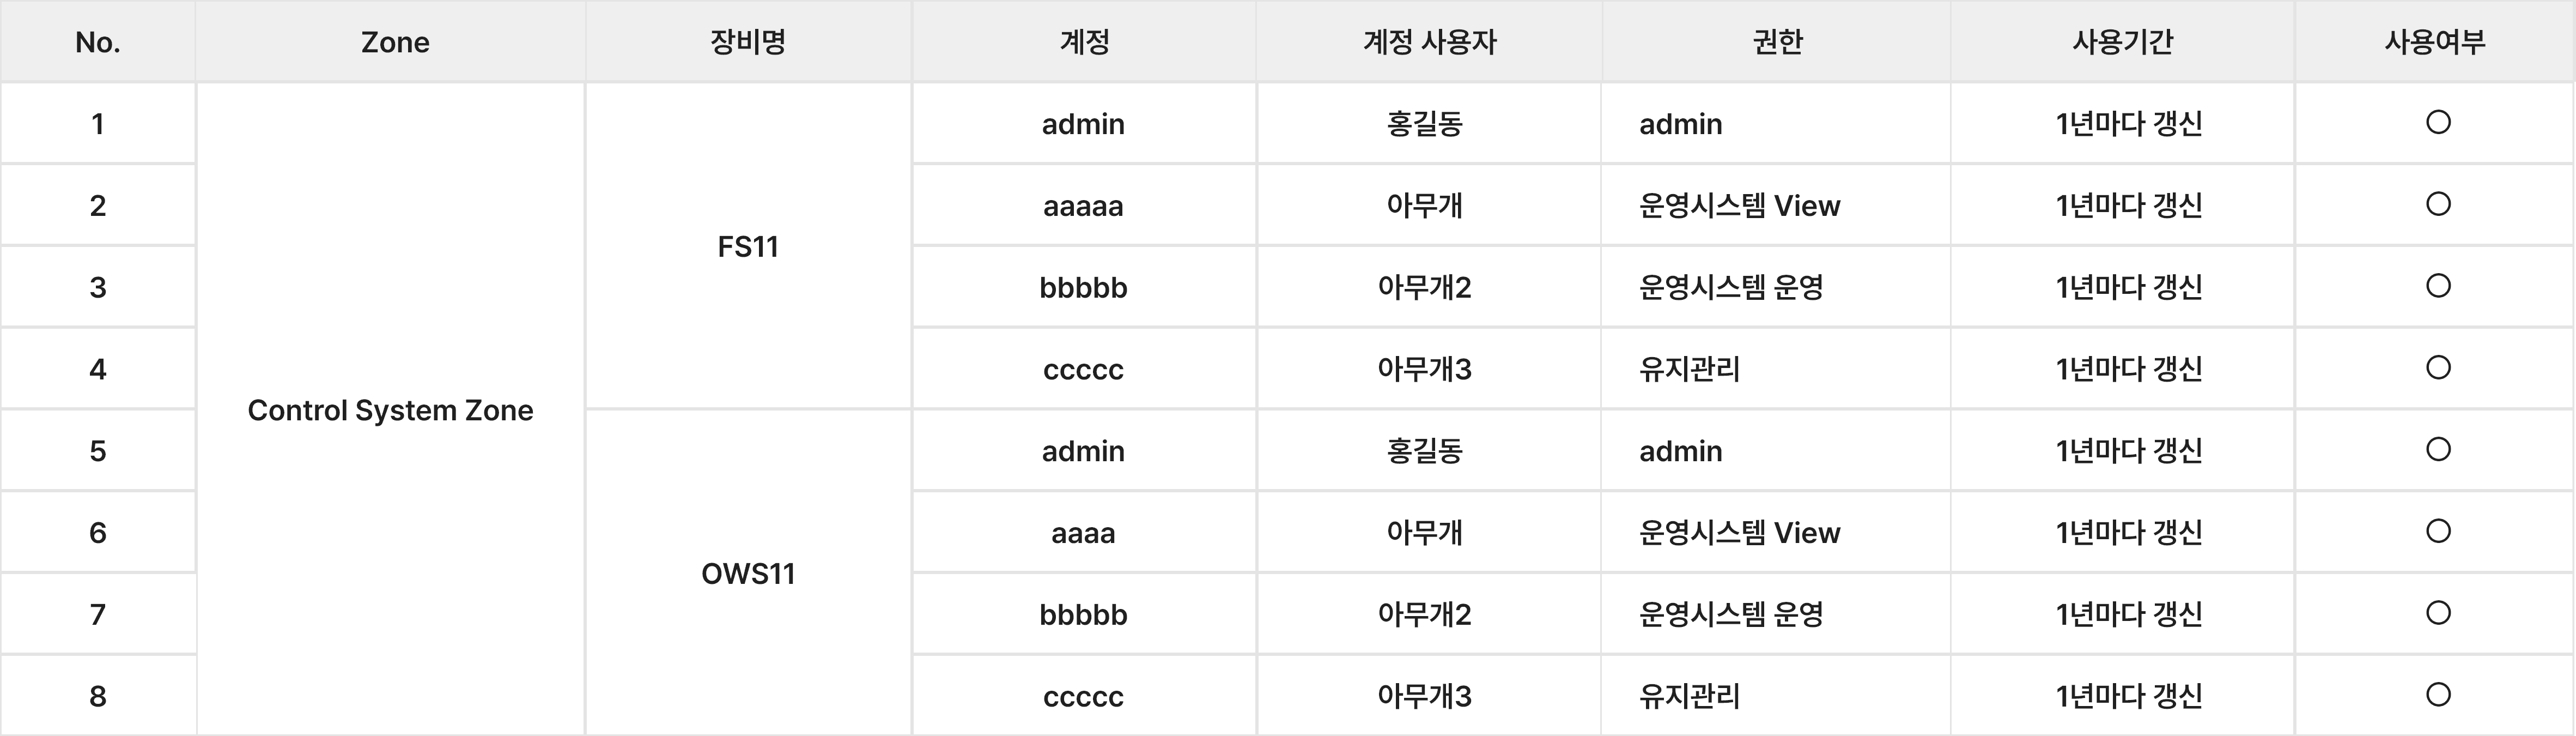 No. Zone 장비명 계정 계정 사용자 권한 사용기간 사용여부
1 Control System Zone FS11 admin 홍길동 admin 1년마다 갱신 ○
2 aaaaa 아무개 운영시스템 View 1년마다 갱신 ○
3 bbbbb 아무개2 운영시스템 운영 1년마다 갱신 ○
4 ccccc 아무개3 유지관리 1년마다 갱신 ○
5 OWS11 admin 홍길동 admin 1년마다 갱신 ○
6 aaaa 아무개 운영시스템 View 1년마다 갱신 ○
7 bbbbb 아무개2 운영시스템 운영 1년마다 갱신 ○
8 ccccc 아무개3 유지관리 1년마다 갱신 ○